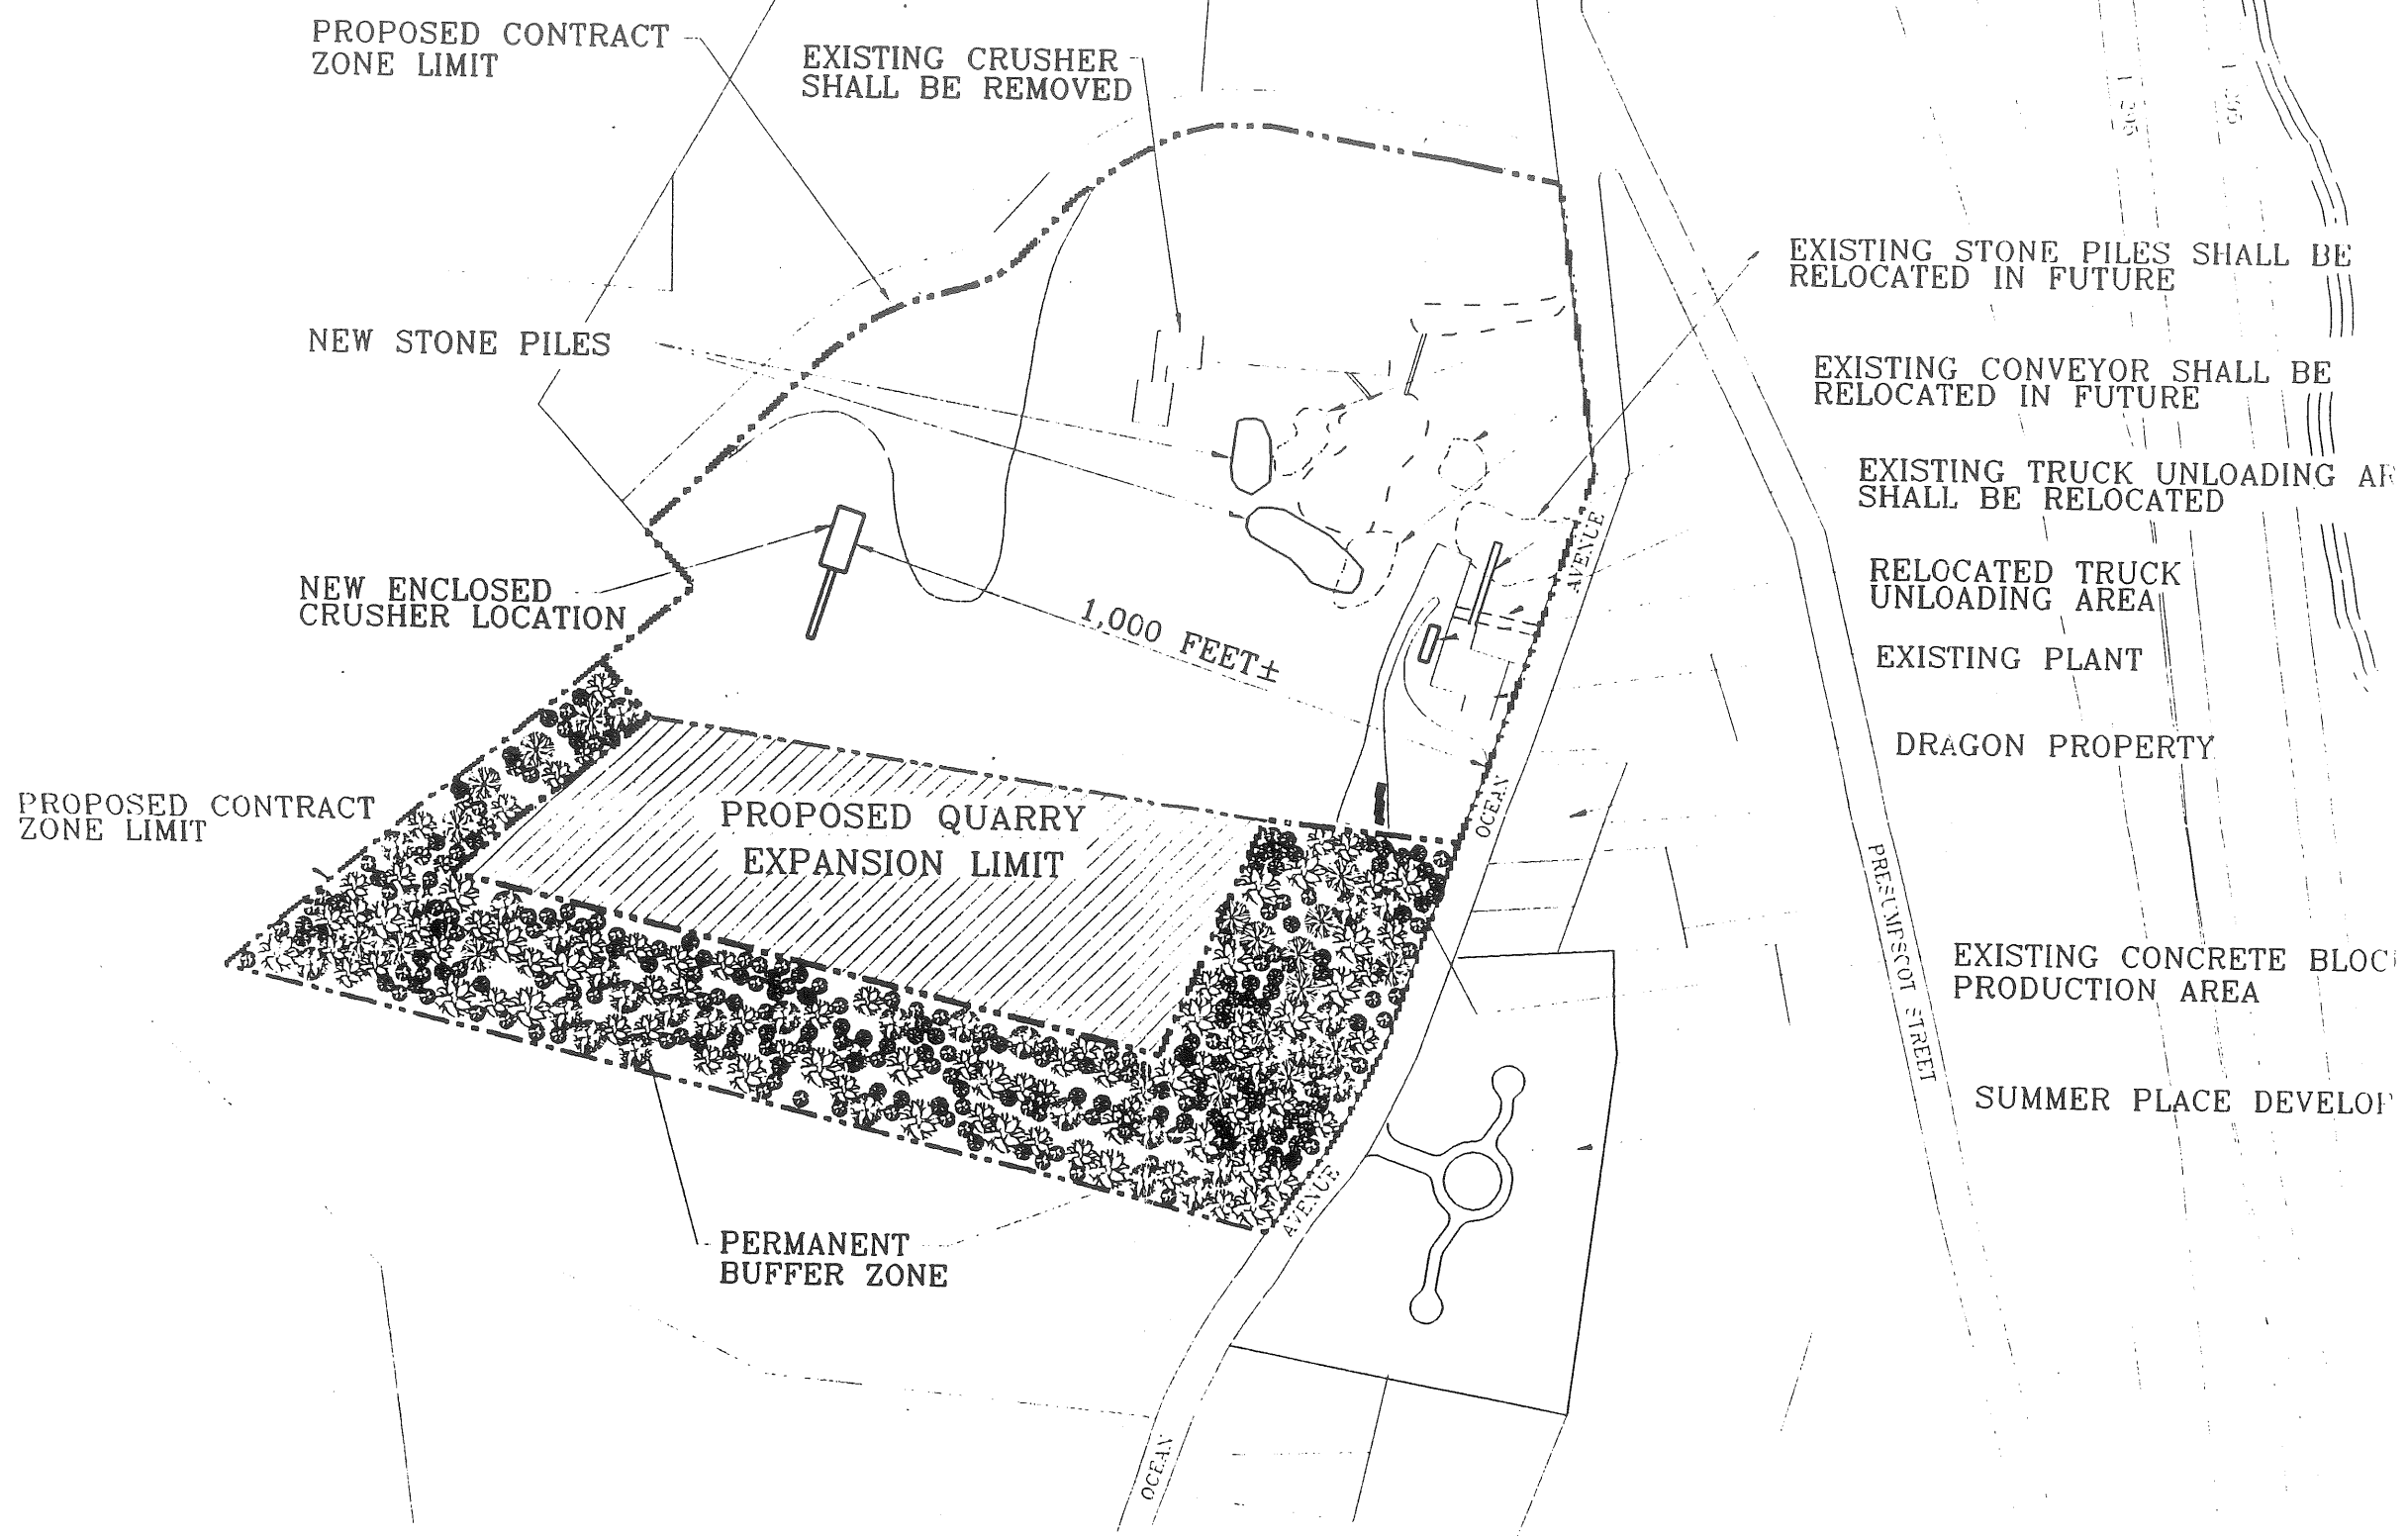 PROPOSED CONTRACT
ZONE LIMIT
EXISTING CRUSHER
SHALL BE REMOVED
I 295
EXISTING STONE PILES SHALL BE
RELOCATED IN FUTURE
NEW STONE PILES
EXISTING CONVEYOR SHALL BE
RELOCATED IN FUTURE
EXISTING TRUCK UNLOADING
SHALL BE RELOCATED
AVENUE
NEW ENCLOSED
CRUSHER LOCATION
1,000 FEET±
RELOCATED TRUCK
UNLOADING AREA
EXISTING PLANT
DRAGON PROPERTY
OCEAN
PROPOSED CONTRACT
ZONE LIMIT
PROPOSED QUARRY
EXPANSION LIMIT
PRESUMPSCOT STREET
EXISTING CONCRETE BLOC
PRODUCTION AREA
SUMMER PLACE DEVELOP
AVENUE
PERMANENT
BUFFER ZONE
OCEAN